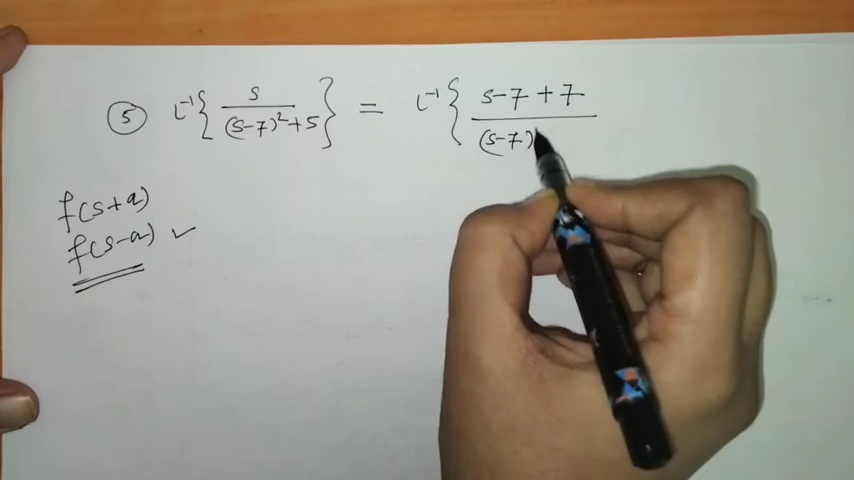 ⑤ L⁻¹{ s / ((s-7)²+5) } = L⁻¹{ (s-7+7) / (s-7)
f(s+a)
f(s-a) ✓